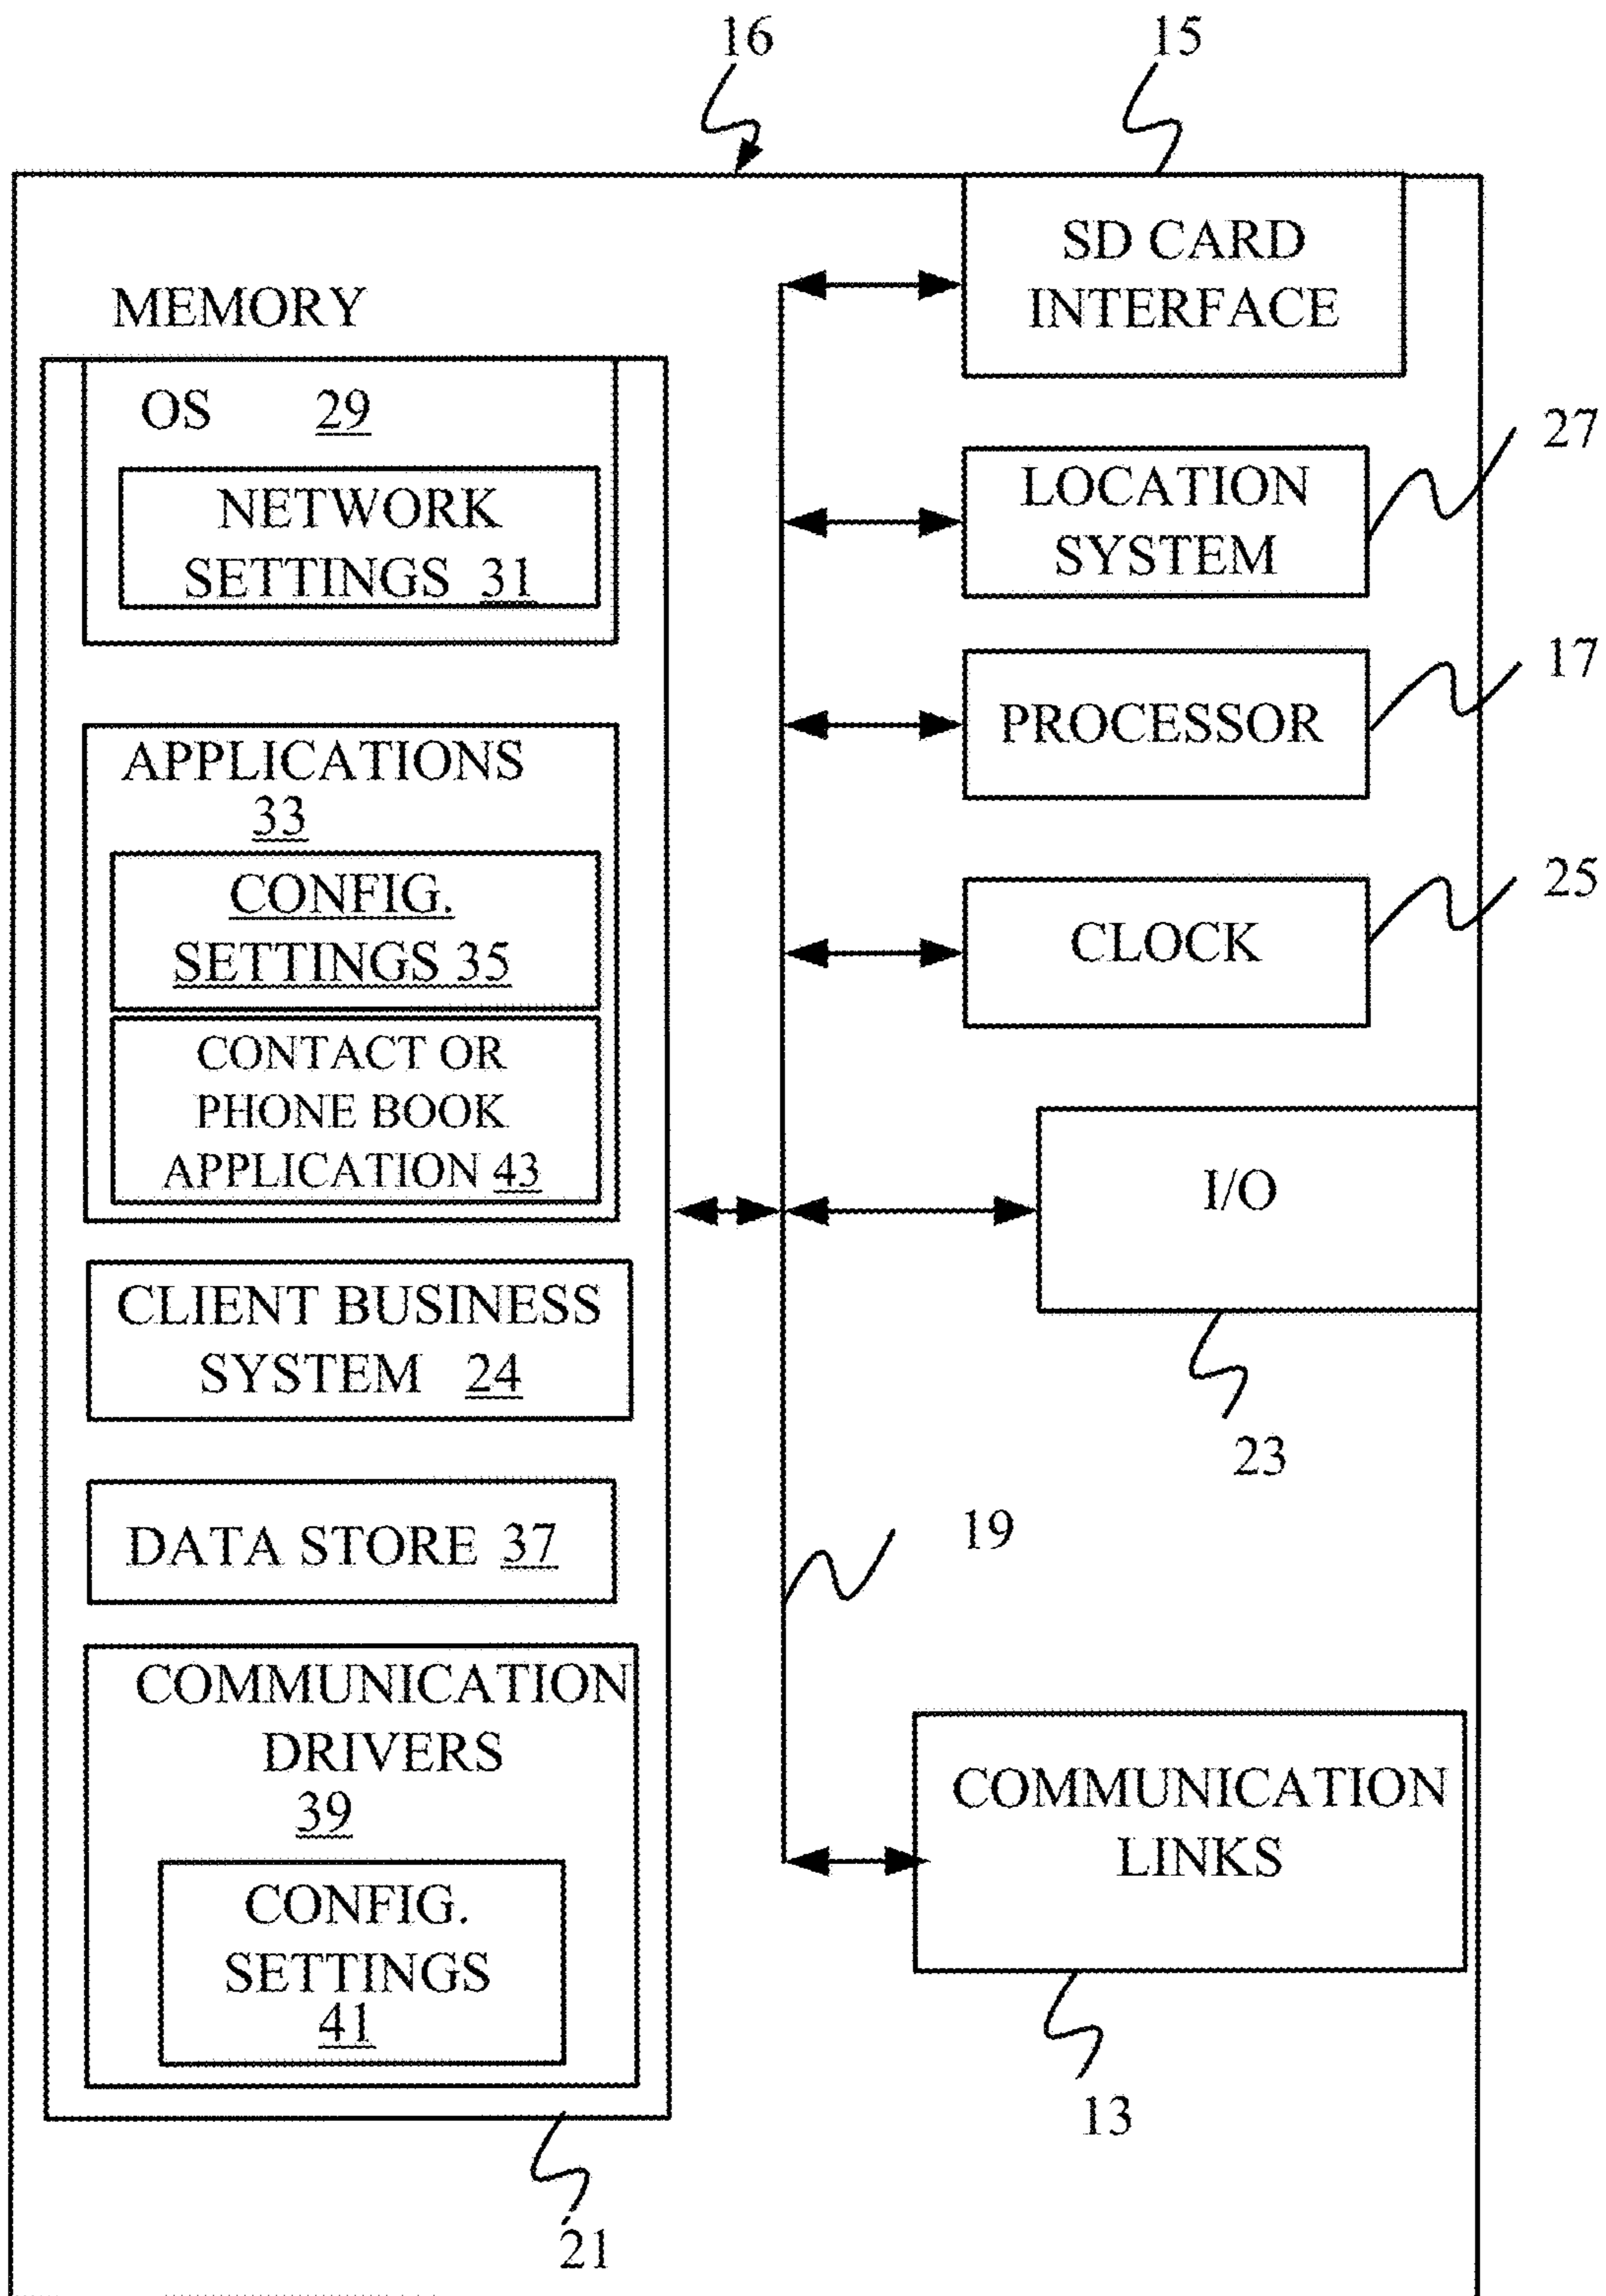 16
15
SD CARD
INTERFACE
MEMORY
OS 29
NETWORK
SETTINGS 31
27
LOCATION
SYSTEM
17
PROCESSOR
APPLICATIONS
33
CONFIG.
SETTINGS 35
25
CLOCK
CONTACT OR
PHONE BOOK
APPLICATION 43
I/O
23
CLIENT BUSINESS
SYSTEM 24
19
DATA STORE 37
COMMUNICATION
DRIVERS
39
CONFIG.
SETTINGS
41
COMMUNICATION
LINKS
13
21